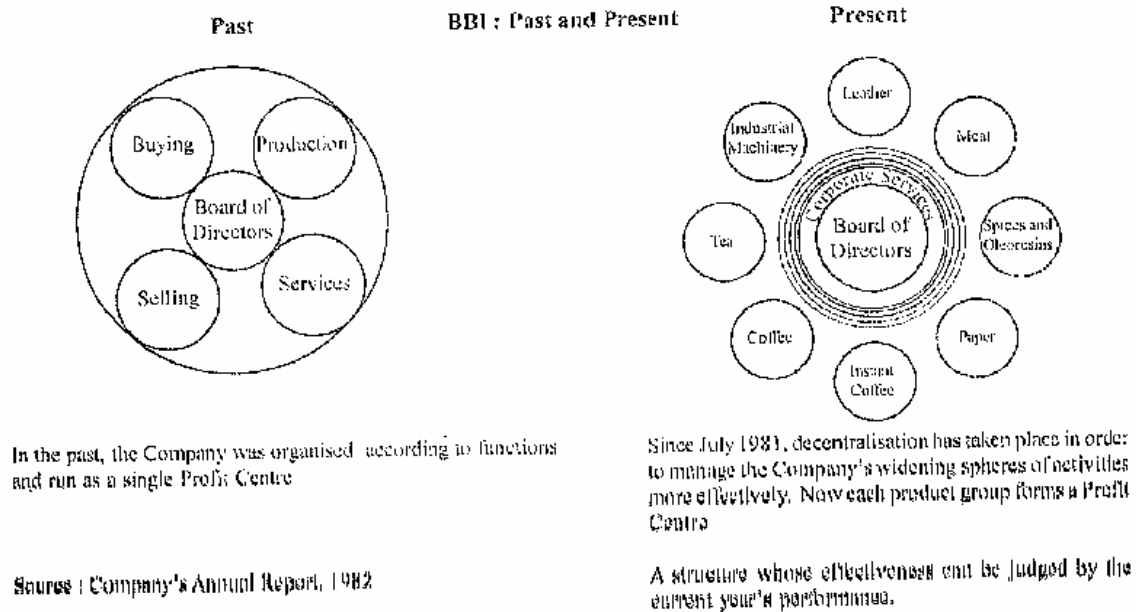 BBI : Past and Present
Past
Buying
Production
Board of
Directors
Selling
Services
In the past, the Company was organised according to functions
and run as a single Profit Centre
Source : Company's Annual Report, 1982
Present
Leather
Industrial
Machinery
Meat
Corporate Services
Board of
Directors
Tea
Spices and
Oleoresins
Coffee
Paper
Instant
Coffee
Since July 1981, decentralisation has taken place in order
to manage the Company's widening spheres of activities
more effectively. Now each product group forms a Profit
Centre
A structure whose effectiveness can be judged by the
current year's performance.